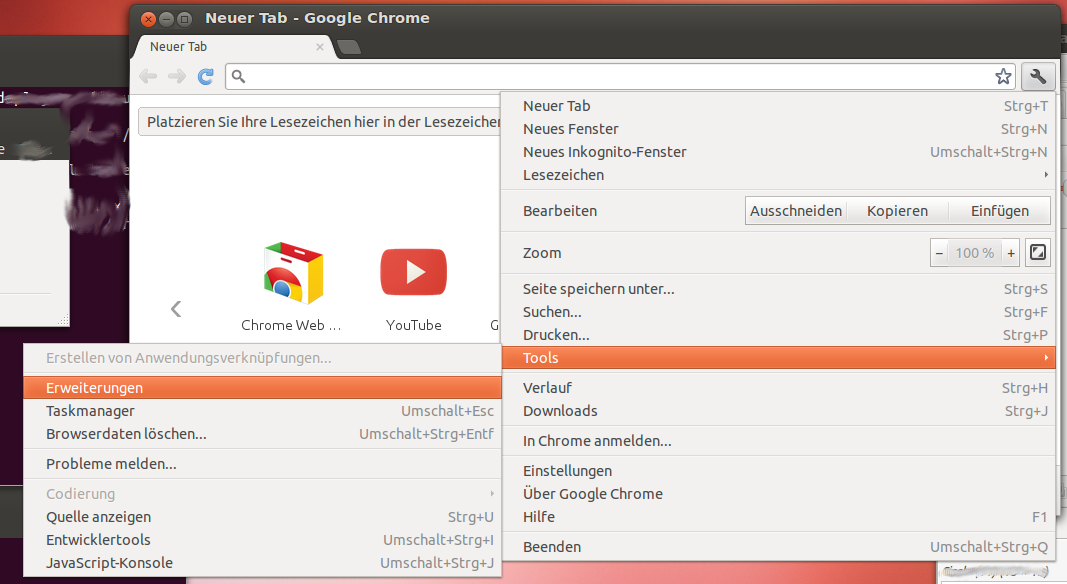 Neuer Tab - Google Chrome
Neuer Tab
Platzieren Sie Ihre Lesezeichen hier in der Lesezeichen
Chrome Web ...
YouTube
G
Neuer Tab Strg+T
Neues Fenster Strg+N
Neues Inkognito-Fenster Umschalt+Strg+N
Lesezeichen
Bearbeiten Ausschneiden Kopieren Einfügen
Zoom – 100 % +
Seite speichern unter... Strg+S
Suchen... Strg+F
Drucken... Strg+P
Tools
Verlauf Strg+H
Downloads Strg+J
In Chrome anmelden...
Einstellungen
Über Google Chrome
Hilfe F1
Beenden Umschalt+Strg+Q
Erstellen von Anwendungsverknüpfungen...
Erweiterungen
Taskmanager Umschalt+Esc
Browserdaten löschen... Umschalt+Strg+Entf
Probleme melden...
Codierung
Quelle anzeigen Strg+U
Entwicklertools Umschalt+Strg+I
JavaScript-Konsole Umschalt+Strg+J